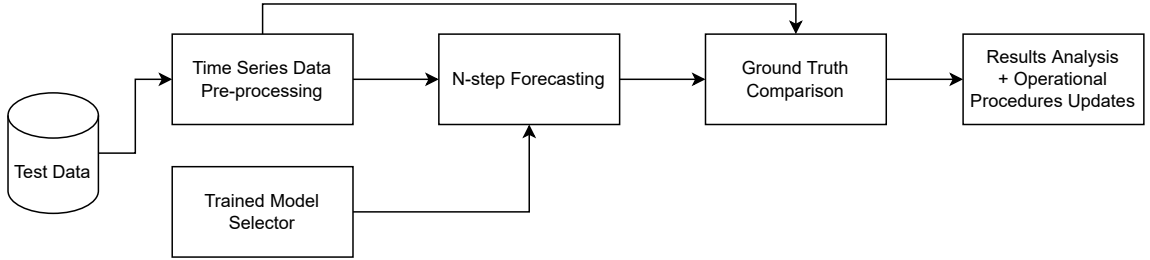 Time Series Data
Pre-processing
N-step Forecasting
Ground Truth
Comparison
Results Analysis
+ Operational
Procedures Updates
Test Data
Trained Model
Selector